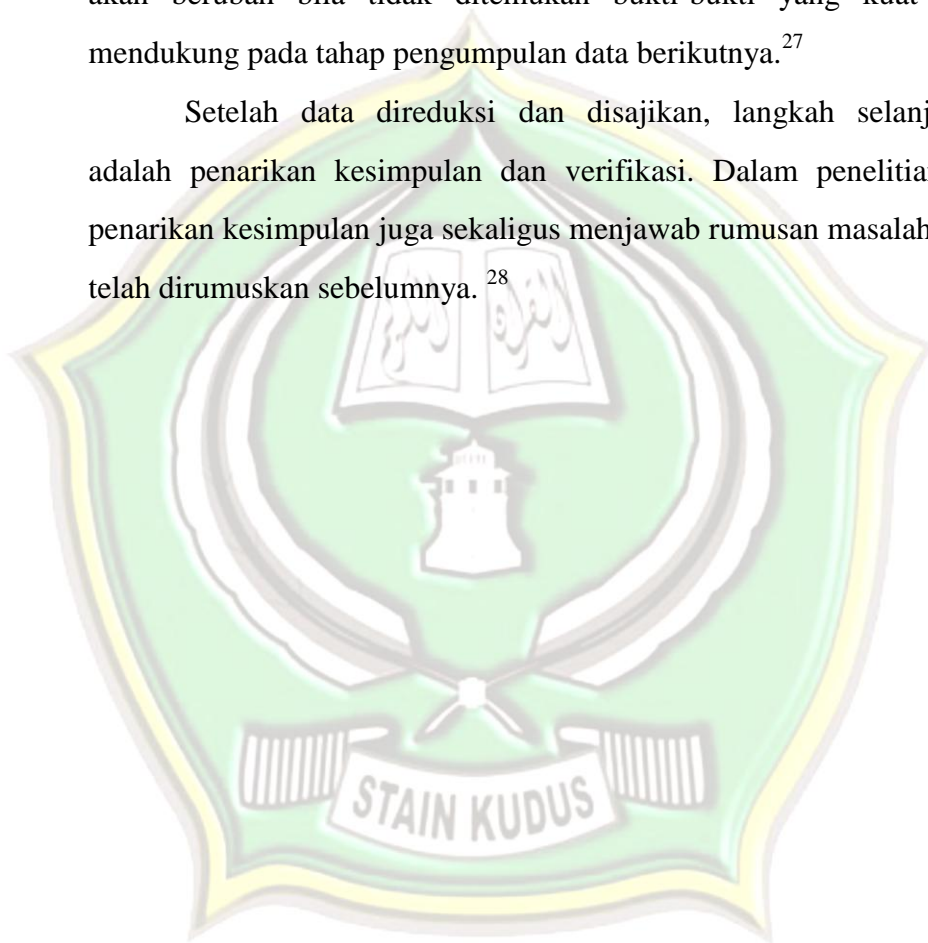 akan berubah bila tidak ditemukan bukti-bukti yang kuat
mendukung pada tahap pengumpulan data berikutnya.27
Setelah data direduksi dan disajikan, langkah selanj
adalah penarikan kesimpulan dan verifikasi. Dalam penelitian
penarikan kesimpulan juga sekaligus menjawab rumusan masalah
telah dirumuskan sebelumnya. 28
STAIN KUDUS